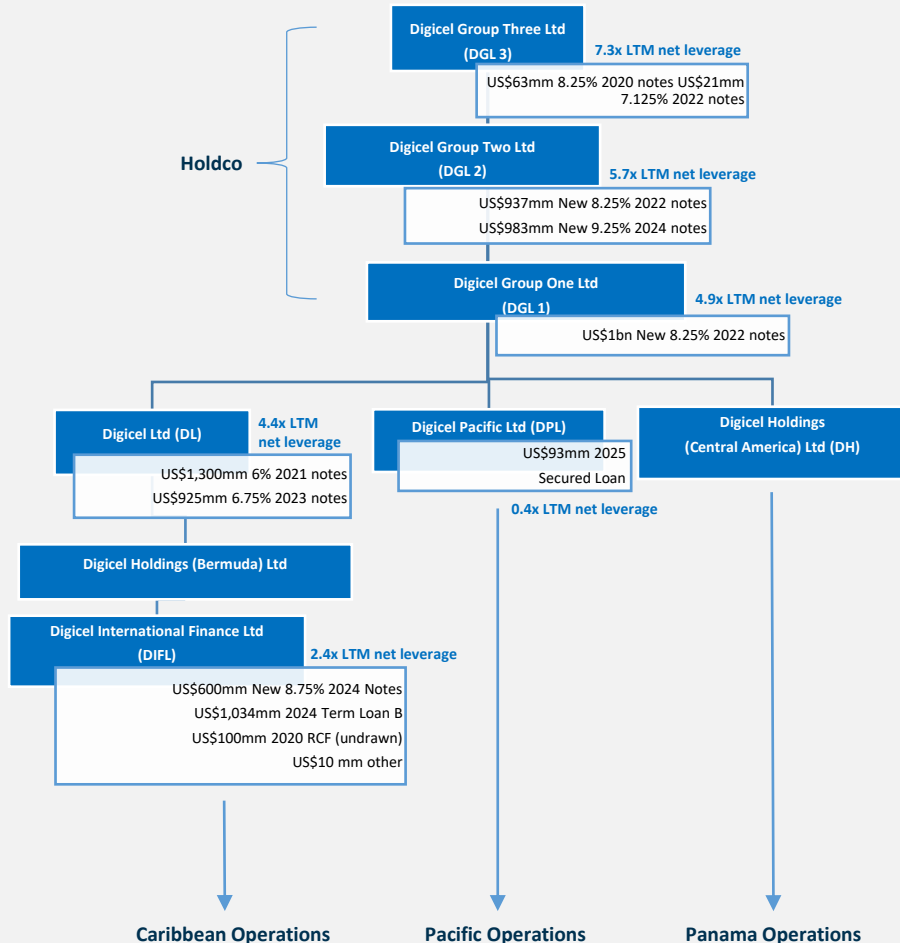 Digicel Group Three Ltd
(DGL 3)
7.3x LTM net leverage
US$63mm 8.25% 2020 notes US$21mm
7.125% 2022 notes
Holdco
Digicel Group Two Ltd
(DGL 2)
5.7x LTM net leverage
US$937mm New 8.25% 2022 notes
US$983mm New 9.25% 2024 notes
Digicel Group One Ltd
(DGL 1)
4.9x LTM net leverage
US$1bn New 8.25% 2022 notes
Digicel Ltd (DL)
4.4x LTM
net leverage
US$1,300mm 6% 2021 notes
US$925mm 6.75% 2023 notes
Digicel Pacific Ltd (DPL)
US$93mm 2025
Secured Loan
0.4x LTM net leverage
Digicel Holdings
(Central America) Ltd (DH)
Digicel Holdings (Bermuda) Ltd
Digicel International Finance Ltd
(DIFL)
2.4x LTM net leverage
US$600mm New 8.75% 2024 Notes
US$1,034mm 2024 Term Loan B
US$100mm 2020 RCF (undrawn)
US$10 mm other
Caribbean Operations
Pacific Operations
Panama Operations